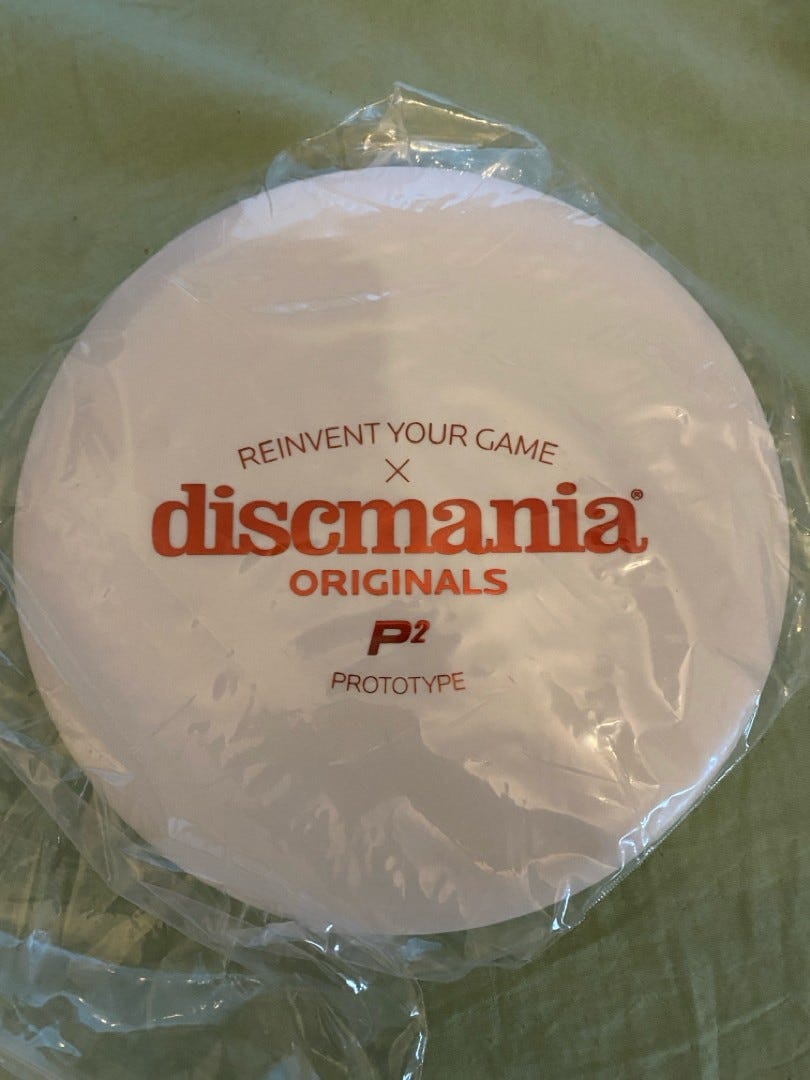 REINVENT YOUR GAME
X
discmania®
ORIGINALS
P²
PROTOTYPE